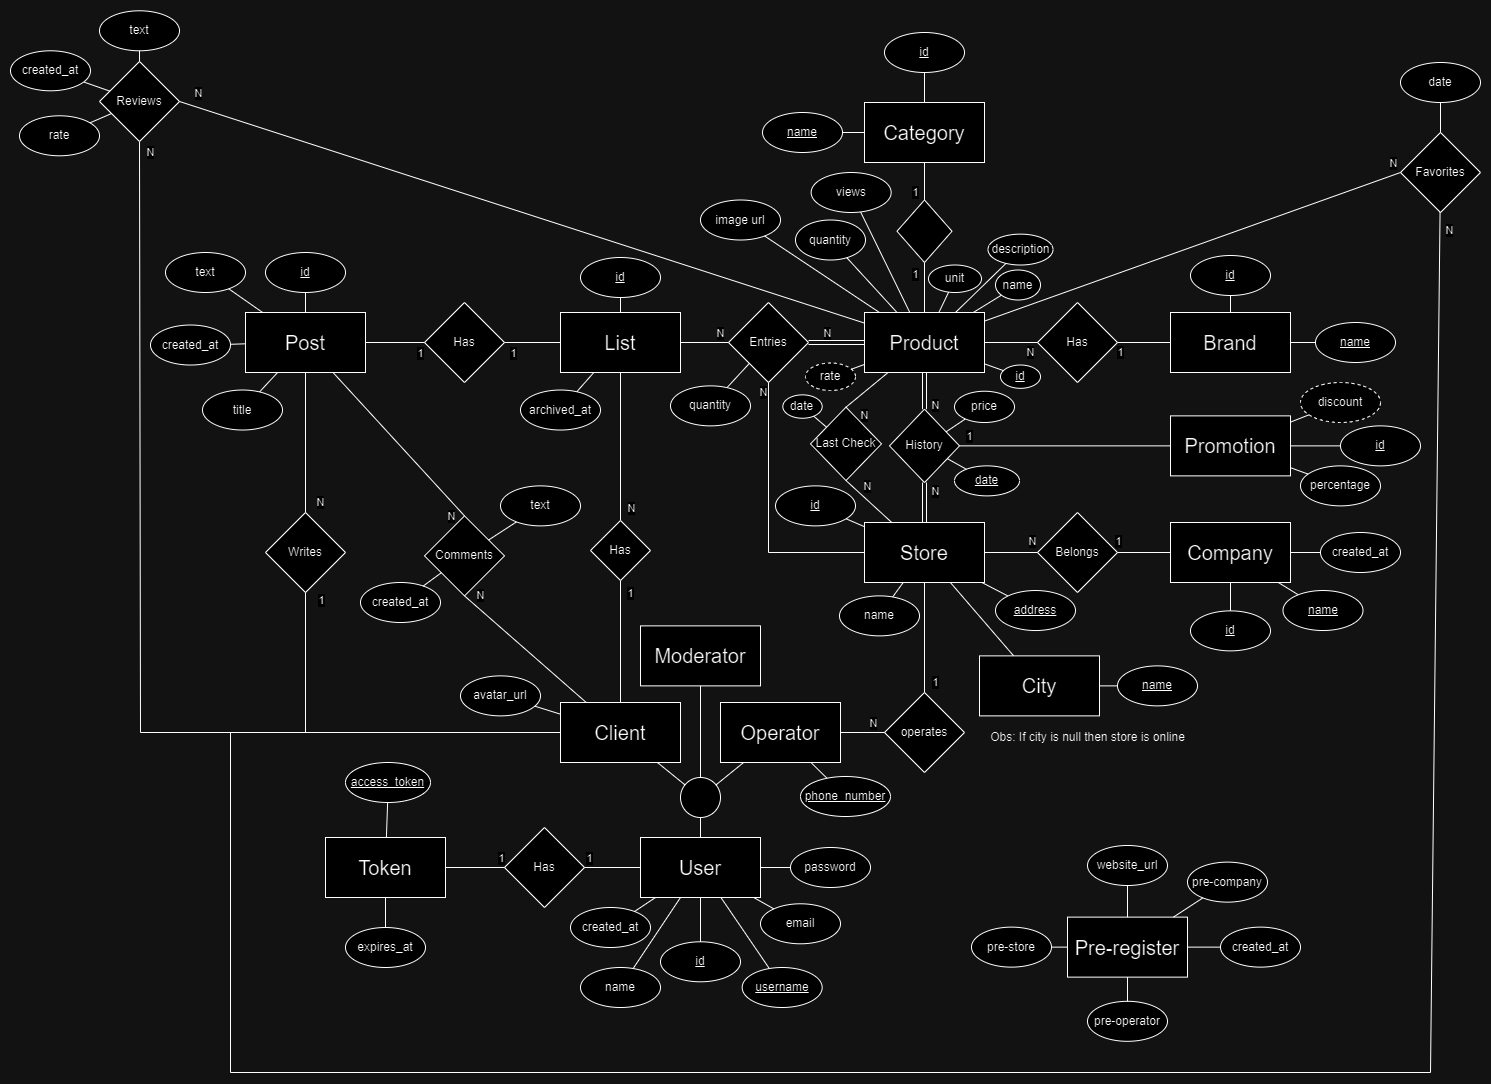 text
created_at
Reviews
rate
N
N
id
name
Category
1
1
date
Favorites
N
N
image url
views
quantity
unit
description
name
text
id
created_at
Post
title
1
Has
1
id
List
archived_at
N
Entries
N
N
quantity
Product
rate
id
N
Has
1
id
Brand
name
date
N
Last Check
N
N
History
N
price
1
date
discount
Promotion
id
percentage
id
Store
name
address
N
Belongs
1
Company
created_at
name
id
N
Writes
1
N
Comments
N
text
created_at
N
Has
1
Moderator
City
name
Obs: If city is null then store is online
avatar_url
Client
Operator
phone_number
N
operates
1
access_token
Token
expires_at
1
Has
1
User
password
email
created_at
name
id
username
website_url
pre-company
pre-store
Pre-register
created_at
pre-operator